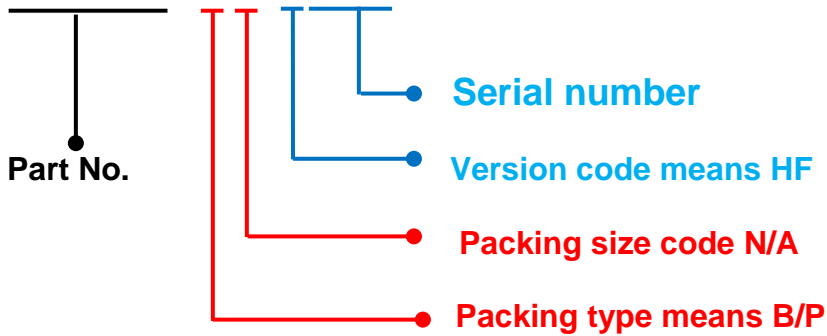 Serial number
Part No.
Version code means HF
Packing size code N/A
Packing type means B/P